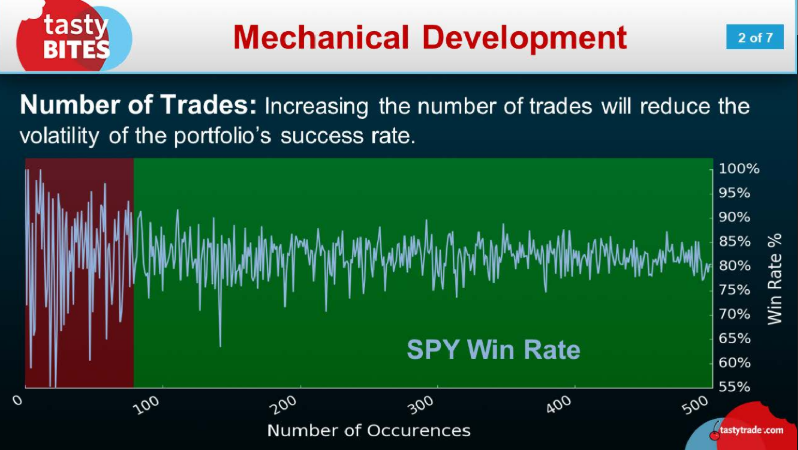 tasty
BITES
Mechanical Development
2 of 7
Number of Trades: Increasing the number of trades will reduce the
volatility of the portfolio's success rate.
100%
95%
90%
85%
80%
75%
70%
65%
60%
55%
Win Rate %
SPY Win Rate
0
100
200
300
400
500
Number of Occurences
tastytrade.com